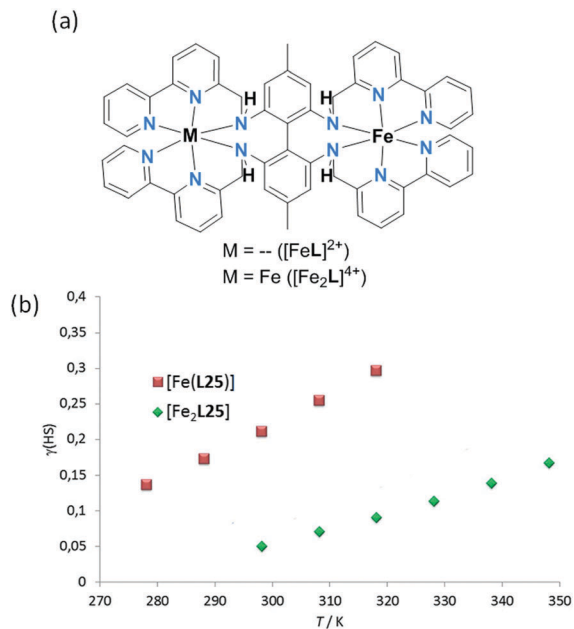 (a)
H H
N N N N
N N N N
M Fe
N N N N
N N N N
H H
M = -- ([FeL]²⁺)
M = Fe ([Fe₂L]⁴⁺)
(b)
0,4
0,35
0,3
0,25
0,2
0,15
0,1
0,05
0
γ(HS)
[Fe(L25)]
[Fe₂L25]
270 280 290 300 310 320 330 340 350
T / K